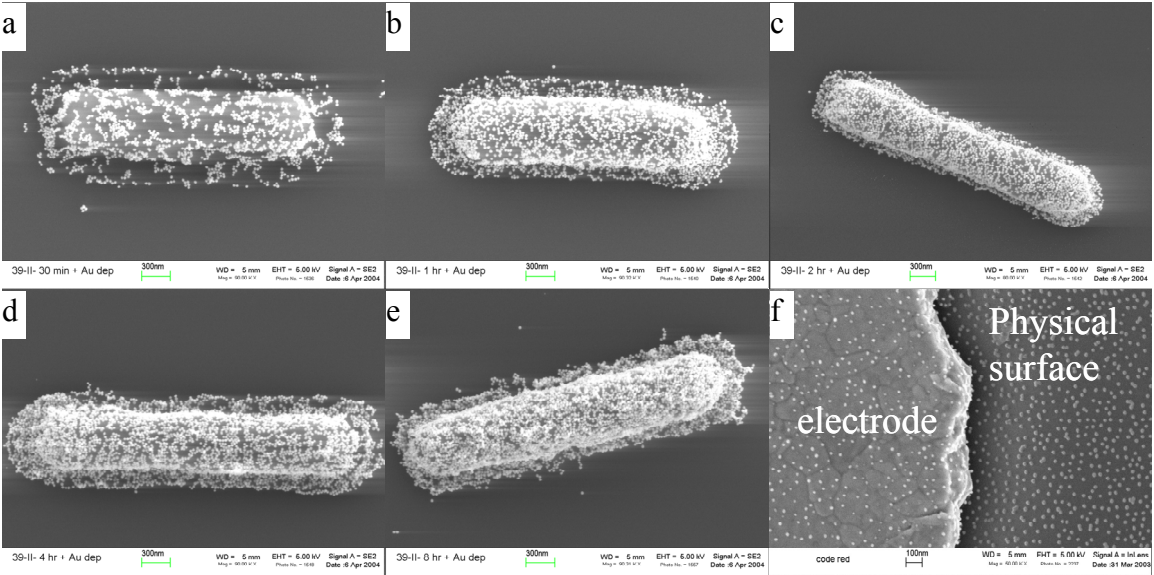 a
39-II- 30 min + Au dep
300nm
WD = 5 mm EHT = 5.00 kV Signal A = SE2
Date :6 Apr 2004
b
39-II- 1 hr + Au dep
300nm
WD = 5 mm EHT = 5.00 kV Signal A = SE2
Date :6 Apr 2004
c
39-II- 2 hr + Au dep
300nm
WD = 5 mm EHT = 5.00 kV Signal A = SE2
Date :6 Apr 2004
d
39-II- 4 hr + Au dep
300nm
WD = 5 mm EHT = 5.00 kV Signal A = SE2
Date :6 Apr 2004
e
39-II- 8 hr + Au dep
300nm
WD = 5 mm EHT = 5.00 kV Signal A = SE2
Date :6 Apr 2004
f
Physical
surface
electrode
code red
100nm
WD = 5 mm EHT = 5.00 kV Signal A = InLens
Date :31 Mar 2003